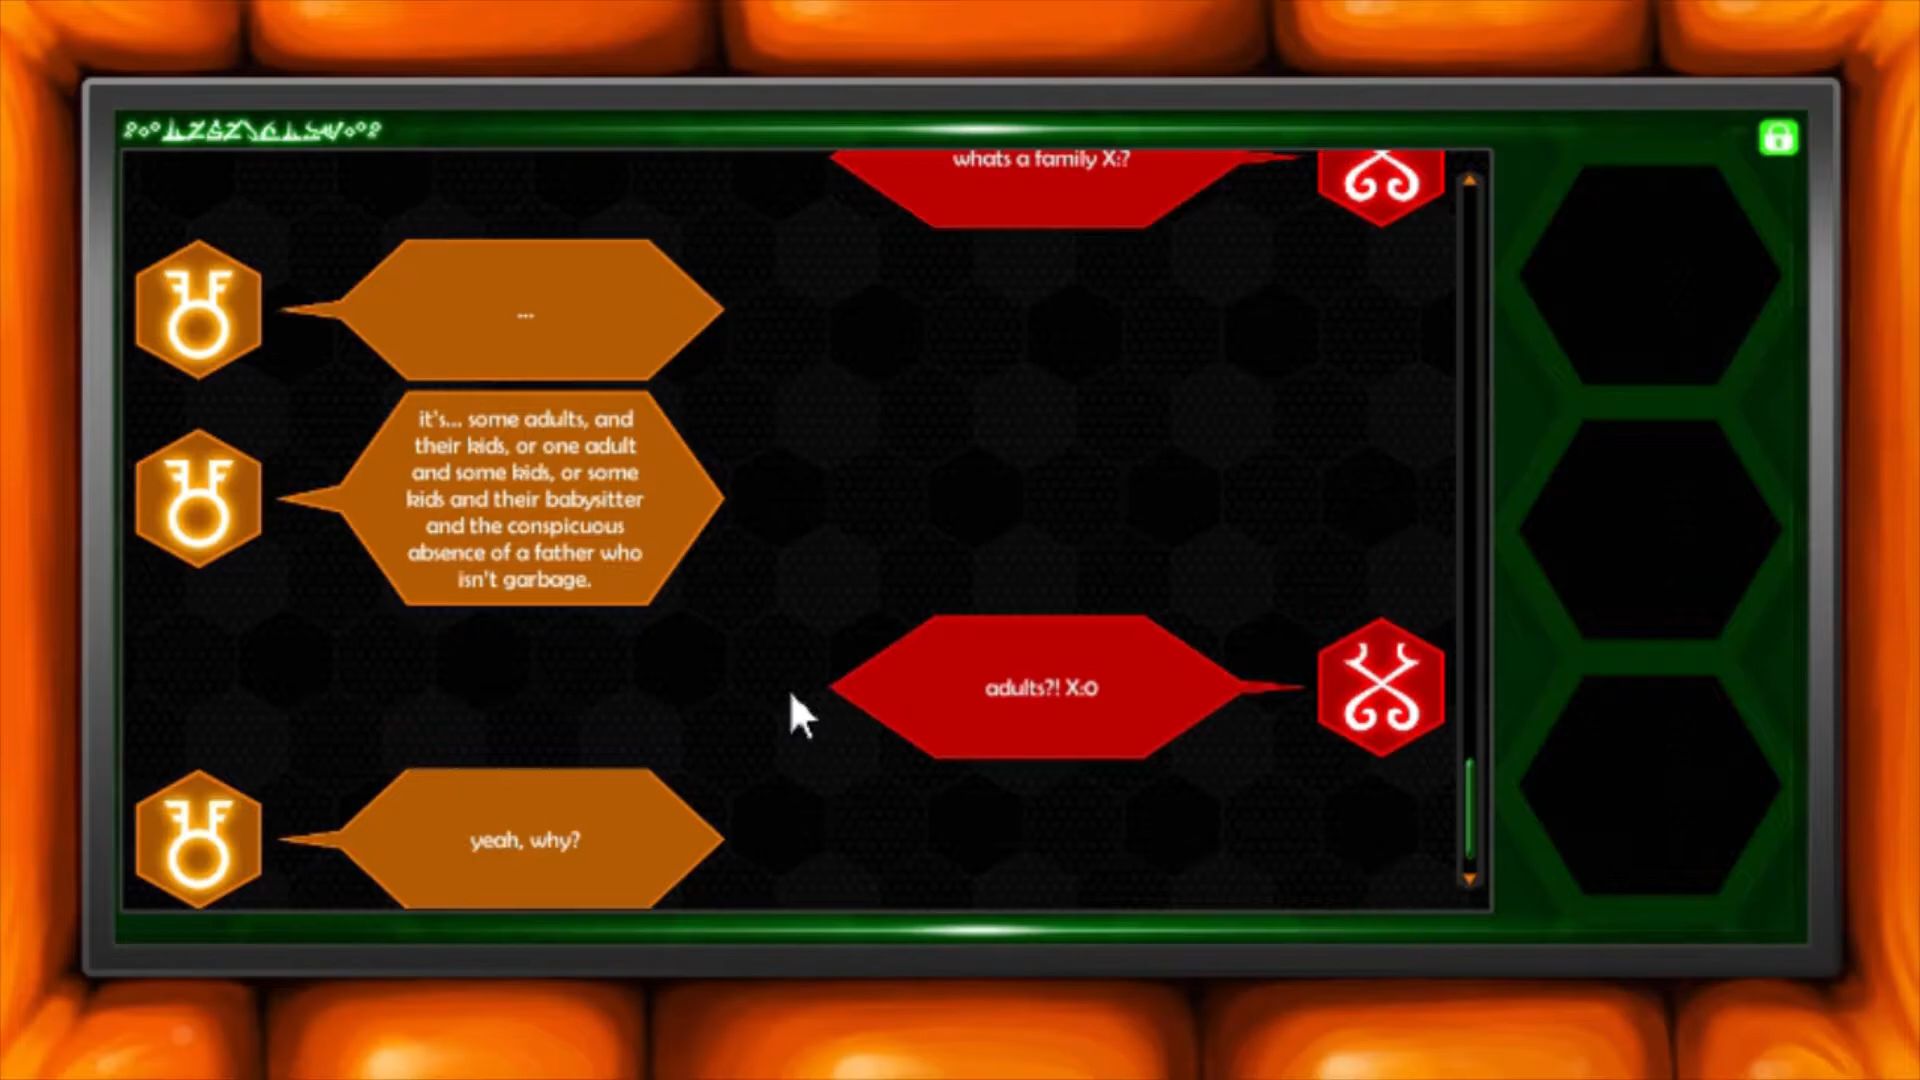 whats a family X:?
...
it's... some adults, and
their kids, or one adult
and some kids, or some
kids and their babysitter
and the conspicuous
absence of a father who
isn't garbage.
adults?! X:0
yeah, why?